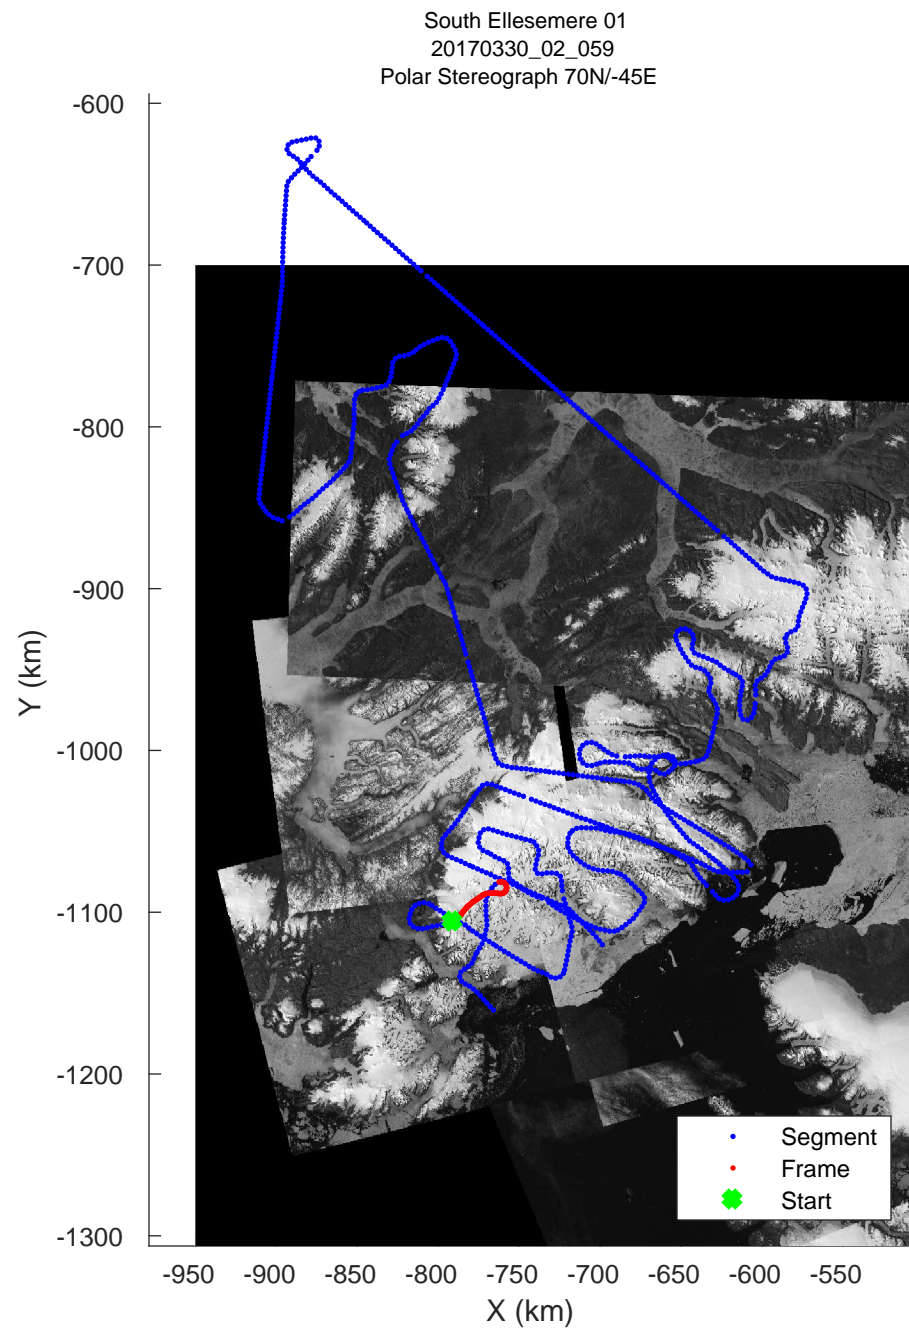 South Ellesemere 01
20170330_02_059
Polar Stereograph 70N/-45E
-600
-700
-800
-900
-1000
-1100
-1200
-1300
Y (km)
-950 -900 -850 -800 -750 -700 -650 -600 -550
X (km)
Segment
Frame
Start